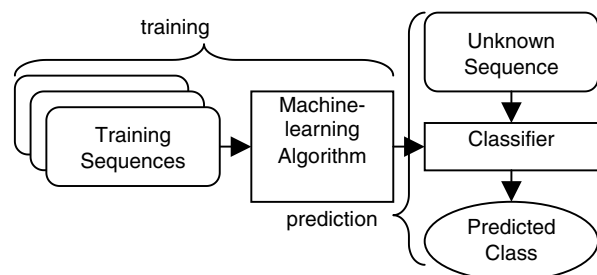 training
Training
Sequences
Machine-
learning
Algorithm
prediction
Unknown
Sequence
Classifier
Predicted
Class